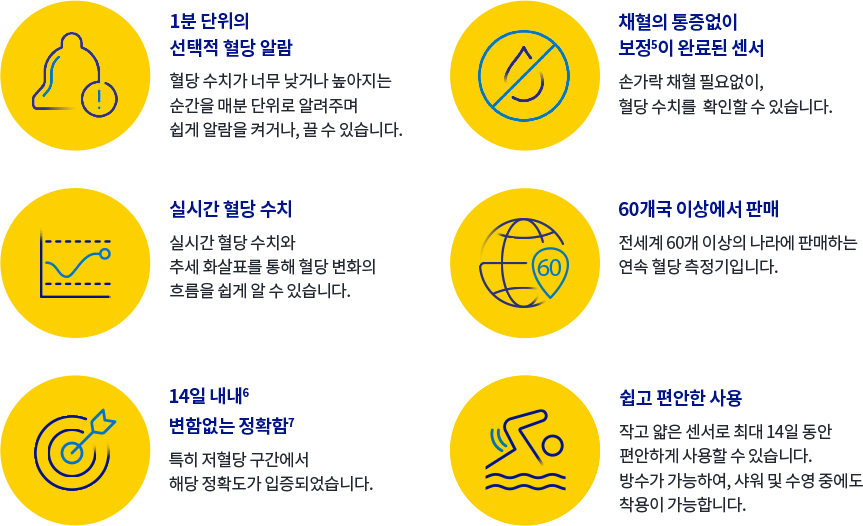 1분 단위의
선택적 혈당 알람
혈당 수치가 너무 낮거나 높아지는
순간을 매분 단위로 알려주며
쉽게 알람을 켜거나, 끌 수 있습니다.
채혈의 통증없이
보정⁵이 완료된 센서
손가락 채혈 필요없이,
혈당 수치를 확인할 수 있습니다.
실시간 혈당 수치
실시간 혈당 수치와
추세 화살표를 통해 혈당 변화의
흐름을 쉽게 알 수 있습니다.
60
60개국 이상에서 판매
전세계 60개 이상의 나라에 판매하는
연속 혈당 측정기입니다.
14일 내내⁶
변함없는 정확함⁷
특히 저혈당 구간에서
해당 정확도가 입증되었습니다.
쉽고 편안한 사용
작고 얇은 센서로 최대 14일 동안
편안하게 사용할 수 있습니다.
방수가 가능하여, 샤워 및 수영 중에도
착용이 가능합니다.